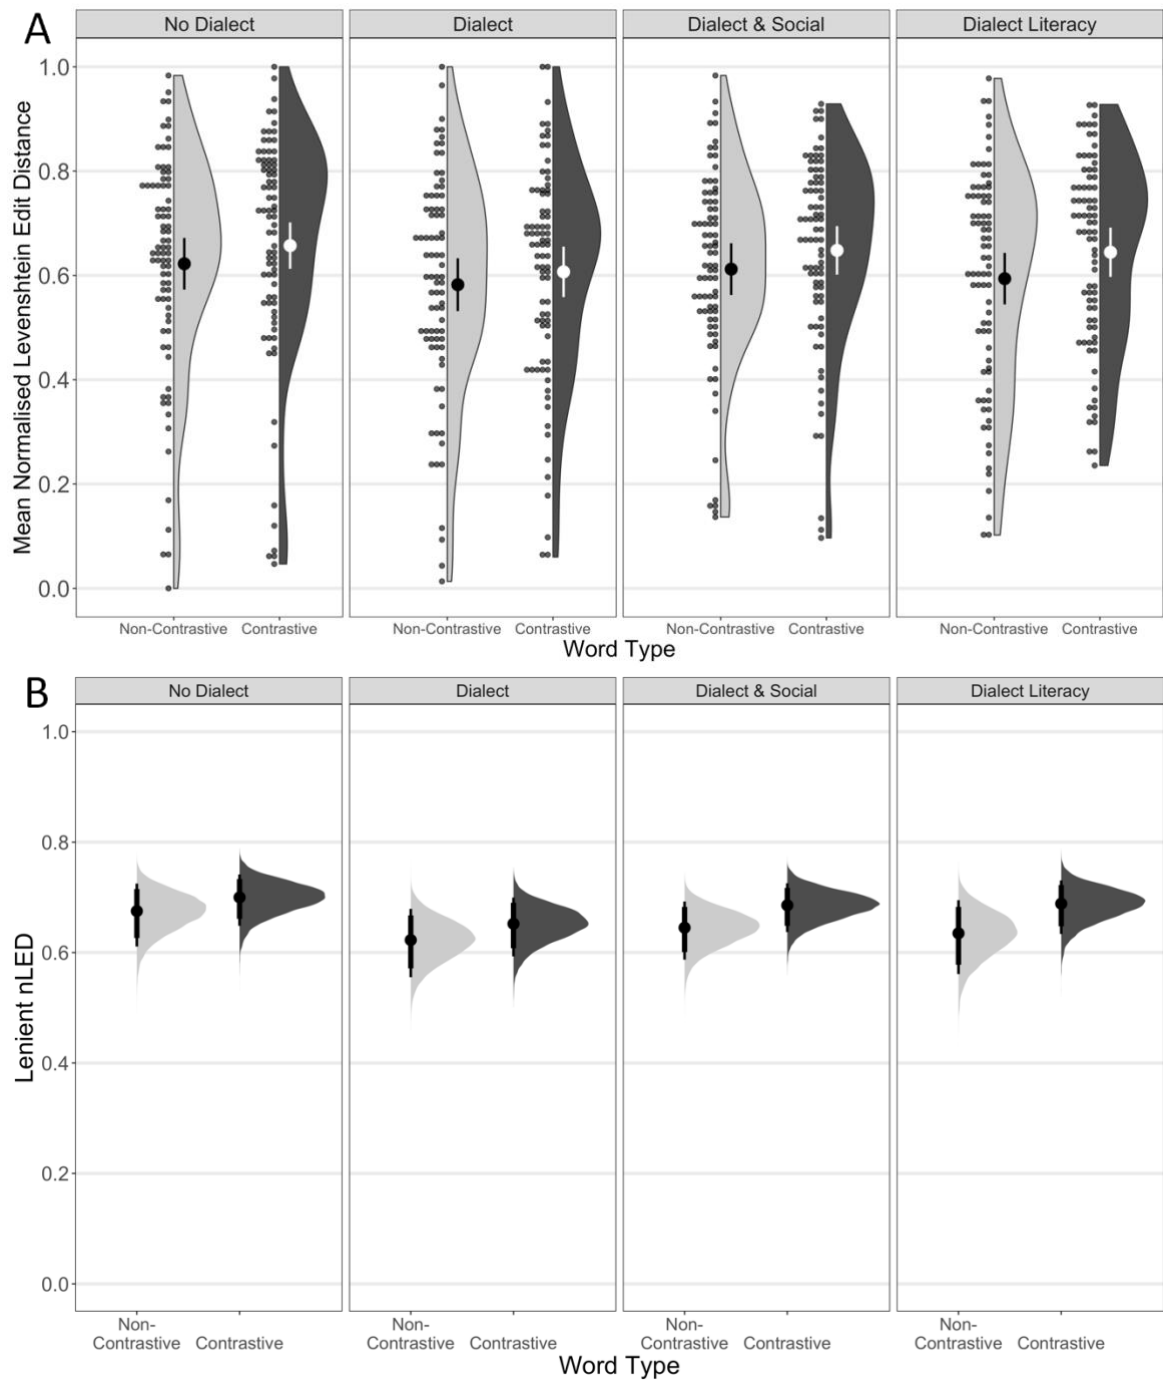 A
No Dialect Dialect Dialect & Social Dialect Literacy
Mean Normalised Levenshtein Edit Distance
1.0
0.8
0.6
0.4
0.2
0.0
Non-Contrastive Contrastive Non-Contrastive Contrastive Non-Contrastive Contrastive Non-Contrastive Contrastive
Word Type
B
No Dialect Dialect Dialect & Social Dialect Literacy
Lenient nLED
1.0
0.8
0.6
0.4
0.2
0.0
Non- Non- Non- Non-
Contrastive Contrastive Contrastive Contrastive Contrastive Contrastive Contrastive Contrastive
Word Type